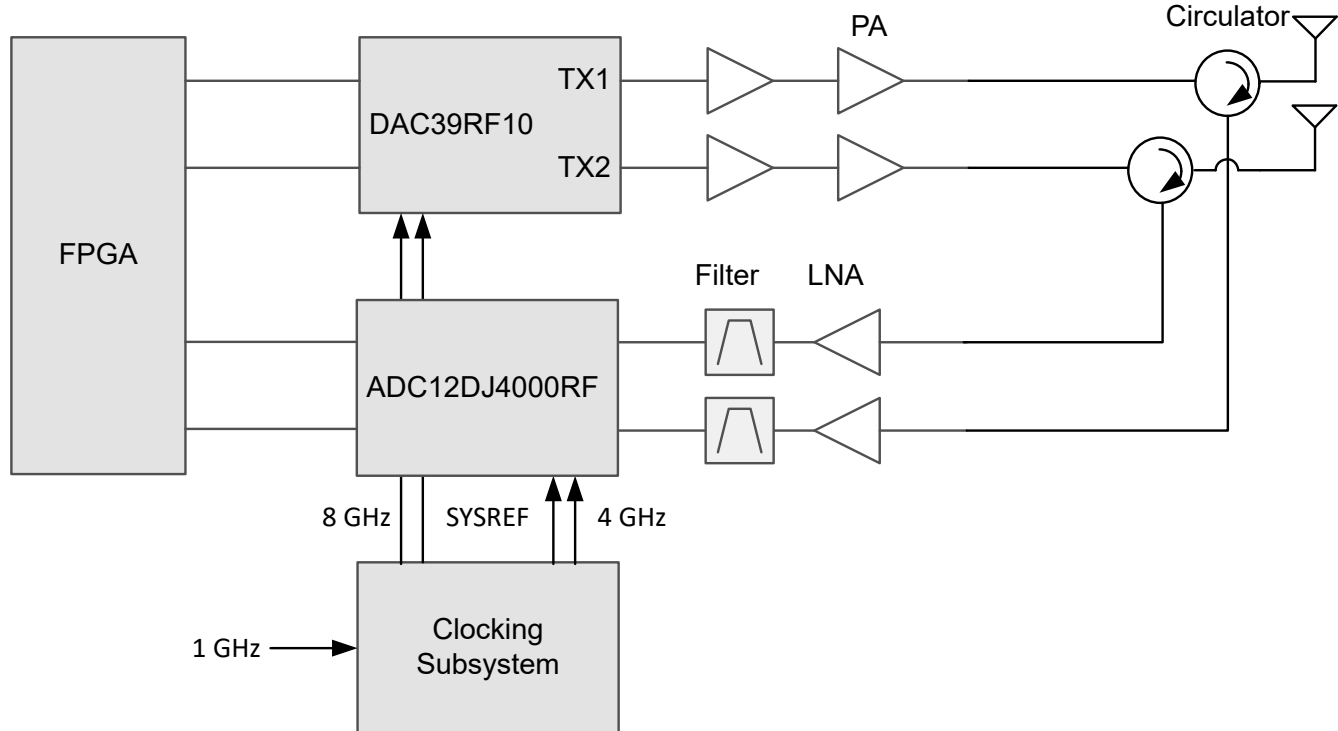 Circulator
PA
TX1
DAC39RF10
TX2
FPGA
Filter
LNA
ADC12DJ4000RF
8 GHz
SYSREF
4 GHz
Clocking
Subsystem
1 GHz